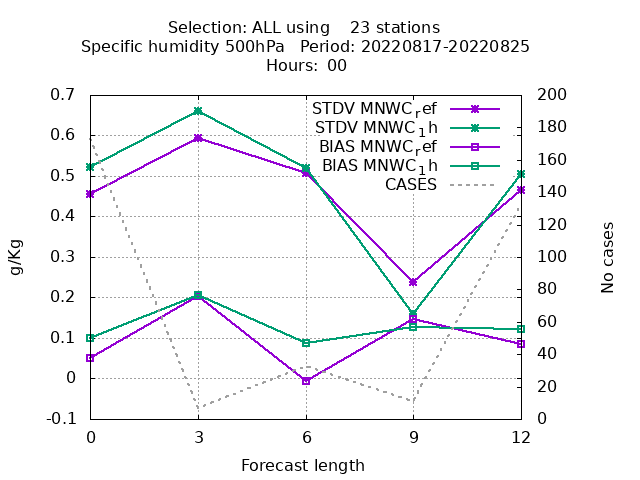 Selection: ALL using    23 stations
Specific humidity 500hPa   Period: 20220817-20220825
Hours: 00
0.7
0.6
0.5
0.4
0.3
0.2
0.1
0
-0.1
g/Kg
STDV MNWC_ref
STDV MNWC_1h
BIAS MNWC_ref
BIAS MNWC_1h
CASES
200
180
160
140
120
100
80
60
40
20
0
No cases
0 3 6 9 12
Forecast length